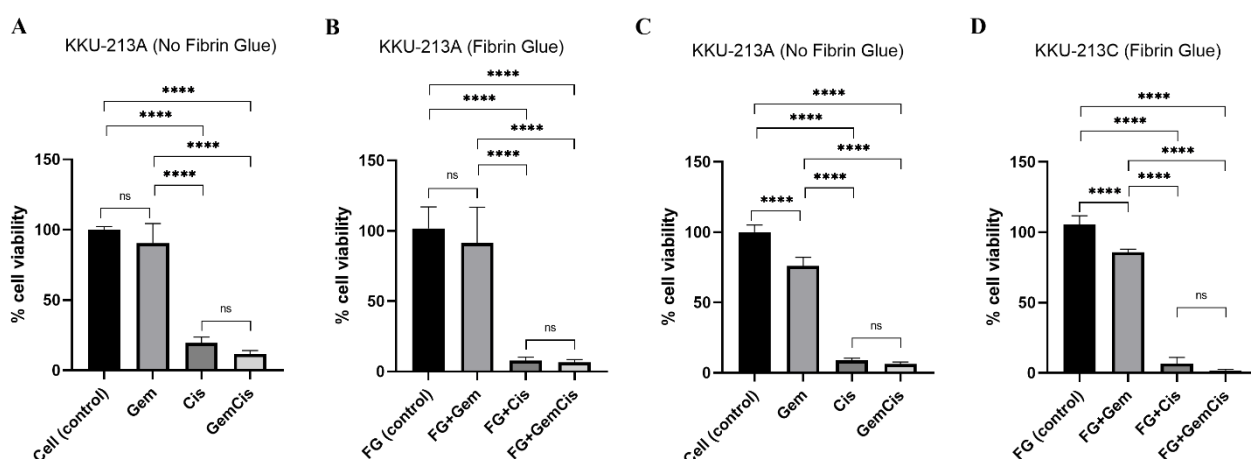 A
KKU-213A (No Fibrin Glue)
****
****
****
****
ns
ns
% cell viability
150
100
50
0
Cell (control)
Gem
Cis
GemCis
B
KKU-213A (Fibrin Glue)
****
****
****
****
ns
ns
% cell viability
150
100
50
0
FG (control)
FG+Gem
FG+Cis
FG+GemCis
C
KKU-213A (No Fibrin Glue)
****
****
****
****
****
ns
% cell viability
150
100
50
0
Cell (control)
Gem
Cis
GemCis
D
KKU-213C (Fibrin Glue)
****
****
****
****
****
ns
% cell viability
150
100
50
0
FG (control)
FG+Gem
FG+Cis
FG+GemCis